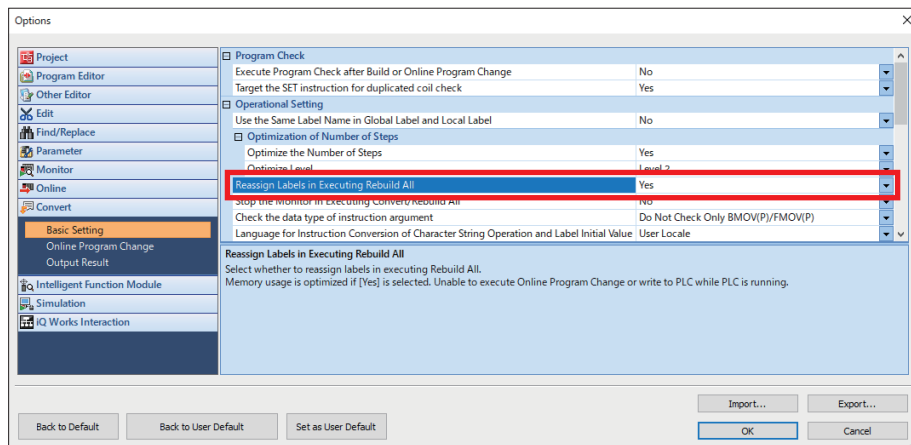 Options
Project
Program Editor
Other Editor
Edit
Find/Replace
Parameter
Monitor
Online
Convert
Basic Setting
Online Program Change
Output Result
Intelligent Function Module
Simulation
iQ Works Interaction
Program Check
Execute Program Check after Build or Online Program Change No
Target the SET instruction for duplicated coil check Yes
Operational Setting
Use the Same Label Name in Global Label and Local Label No
Optimization of Number of Steps
Optimize the Number of Steps Yes
Optimize Level Level 2
Reassign Labels in Executing Rebuild All Yes
Stop the Monitor in Executing Convert/Rebuild All No
Check the data type of instruction argument Do Not Check Only BMOV(P)/FMOV(P)
Language for Instruction Conversion of Character String Operation and Label Initial Value User Locale
Reassign Labels in Executing Rebuild All
Select whether to reassign labels in executing Rebuild All.
Memory usage is optimized if [Yes] is selected. Unable to execute Online Program Change or write to PLC while PLC is running.
Import... Export...
Back to Default Back to User Default Set as User Default OK Cancel